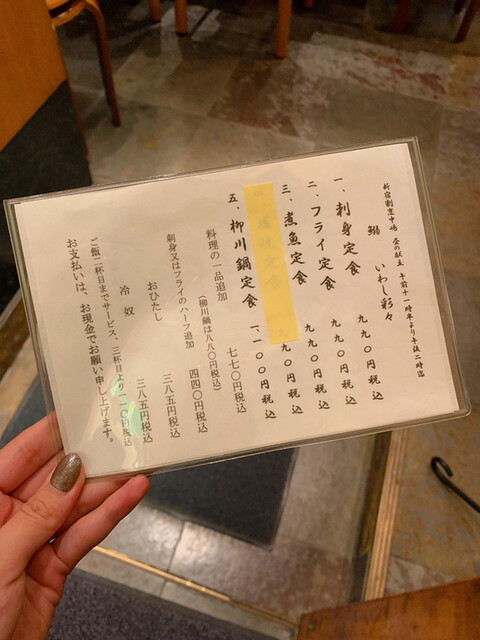 新宿割烹中嶋 昼の献立 午前十一時半より午後二時迄
鰯 いわし彩々
一、刺身定食 九九〇円税込
二、フライ定食 九九〇円税込
三、煮魚定食 九九〇円税込
定食 九〇円税込
五、柳川鍋定食 一、一〇〇円税込
料理の一品追加 七七〇円税込
(柳川鍋は八八〇円税込)
刺身又はフライのハーフ追加 四四〇円税込
おひたし 三八五円税込
冷奴 三八五円税込
ご飯二杯目までサービス、三杯目より一一〇円税込
お支払いは、お現金でお願い申し上げます。